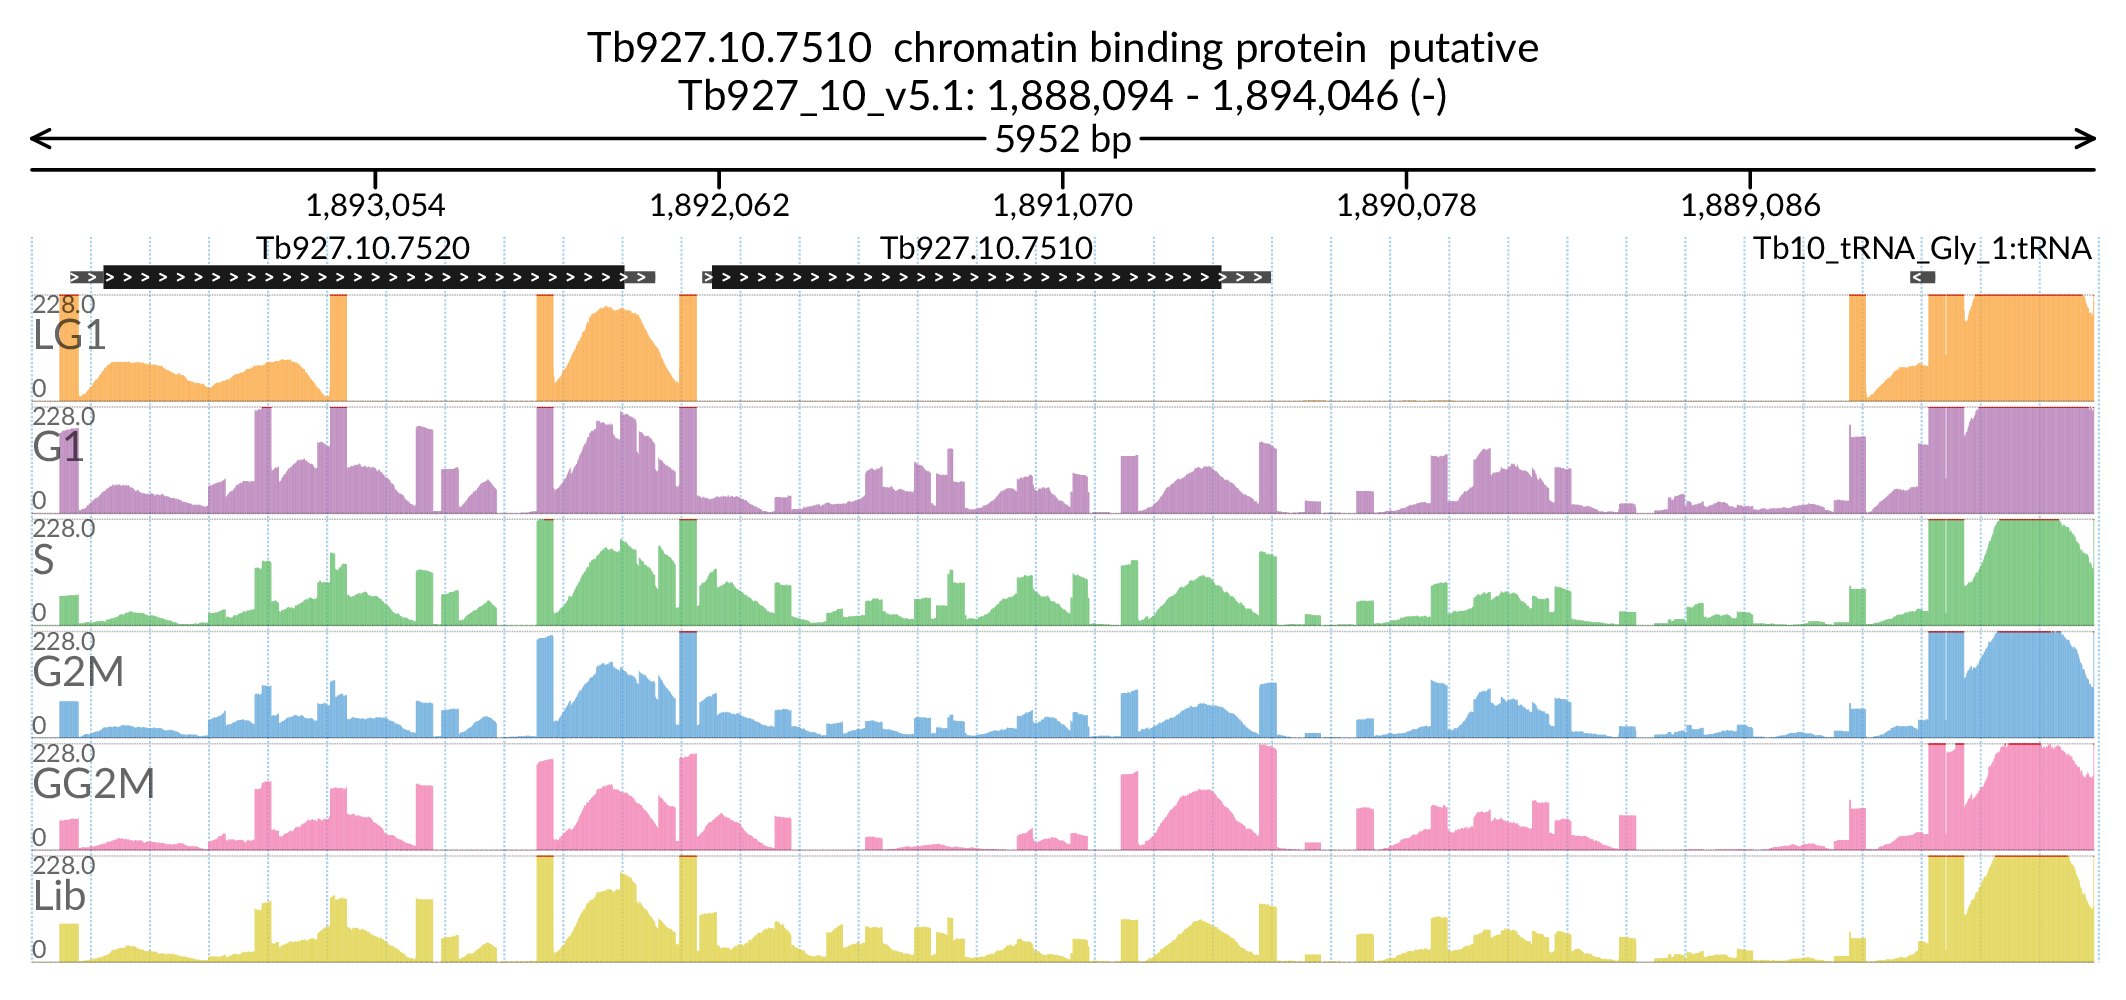 Tb927.10.7510 chromatin binding protein putative
Tb927_10_v5.1: 1,888,094 - 1,894,046 (-)
5952 bp
1,893,054 1,892,062 1,891,070 1,890,078 1,889,086
Tb927.10.7520 Tb927.10.7510 Tb10_tRNA_Gly_1:tRNA
228.0
LG1
0
228.0
G1
0
228.0
S
0
228.0
G2M
0
228.0
GG2M
0
228.0
Lib
0